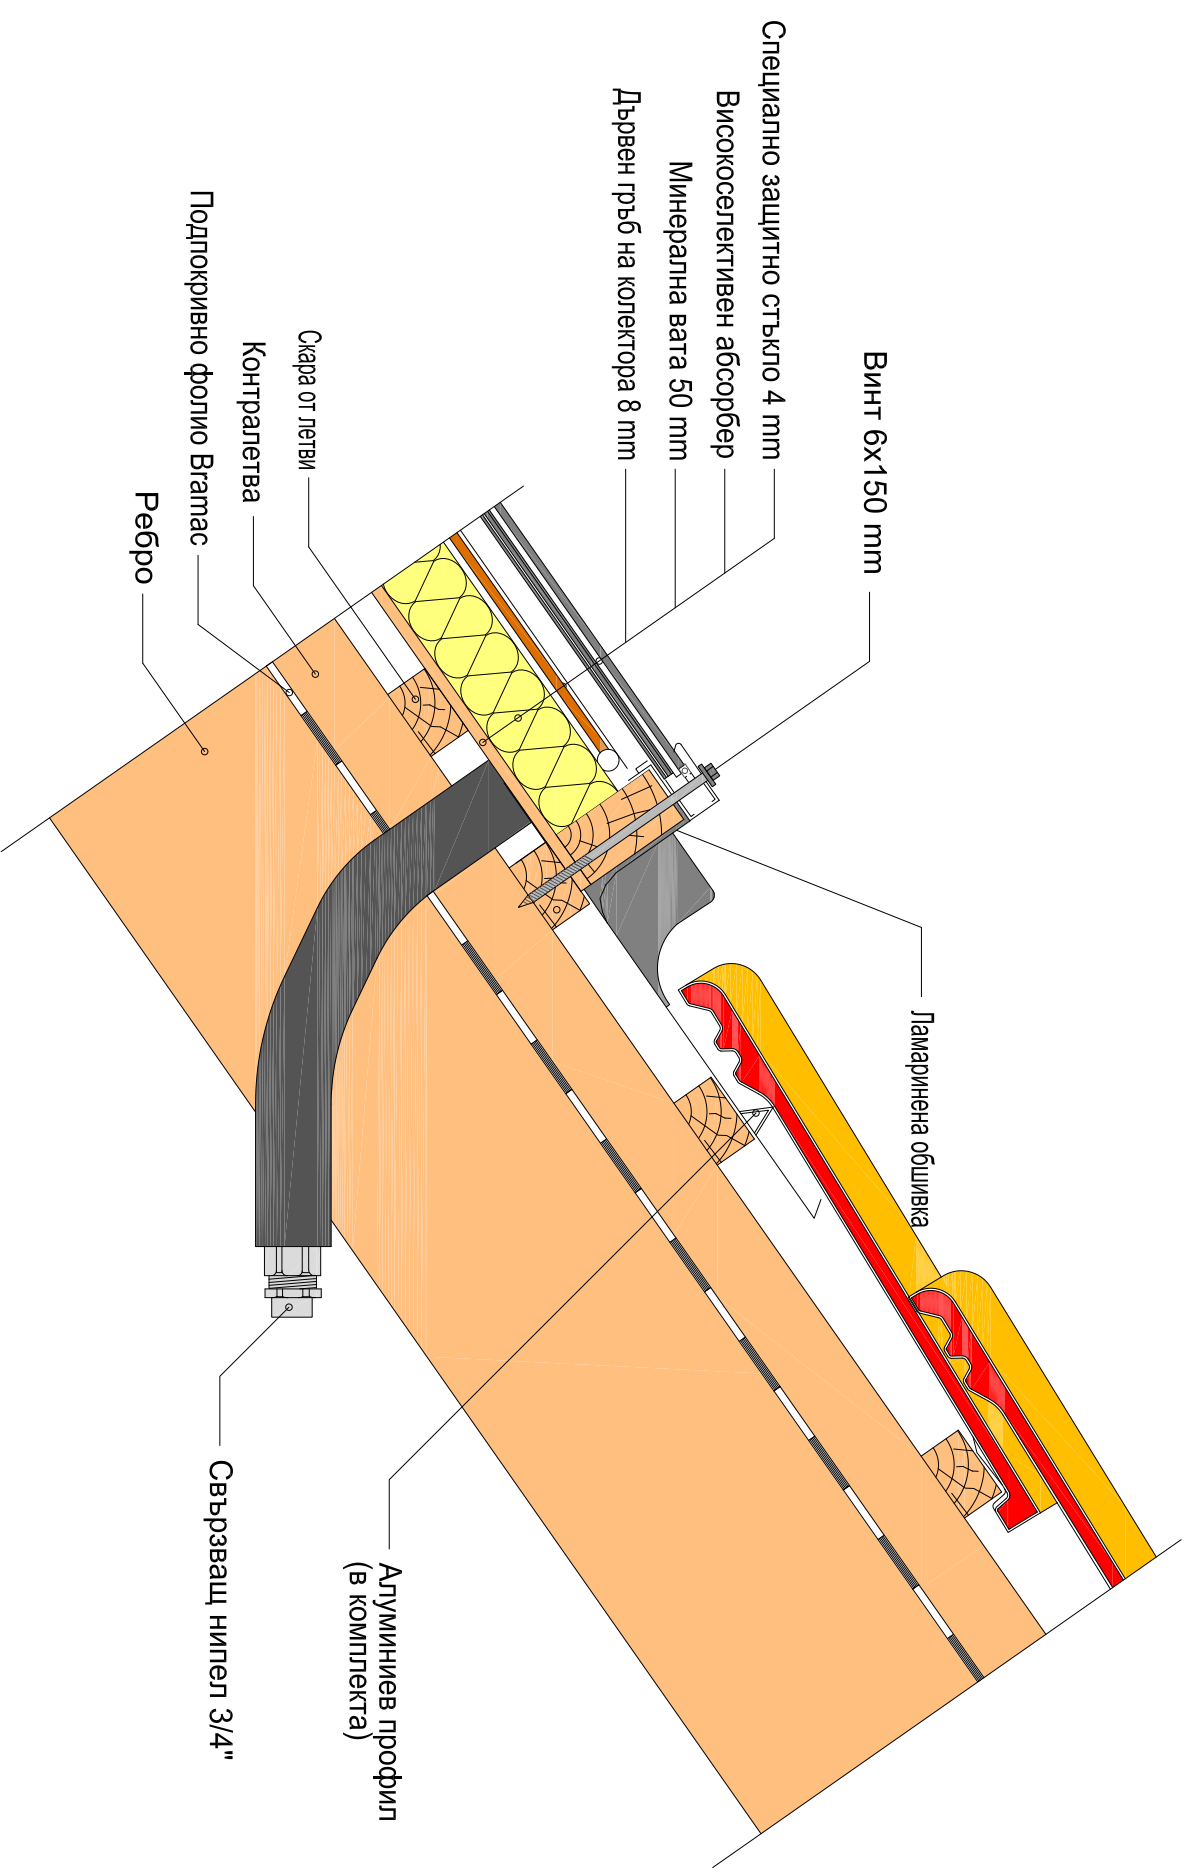 Винт 6x150 mm
Специално защитно стъкло 4 mm
Високоселективен абсорбер
Минерална вата 50 mm
Дървен гръб на колектора 8 mm
Скара от летви
Контралетва
Подпокривно фолио Bramac
Ребро
Ламаринена обшивка
Алуминиев профил
(в комплекта)
Свързващ нипел 3/4"